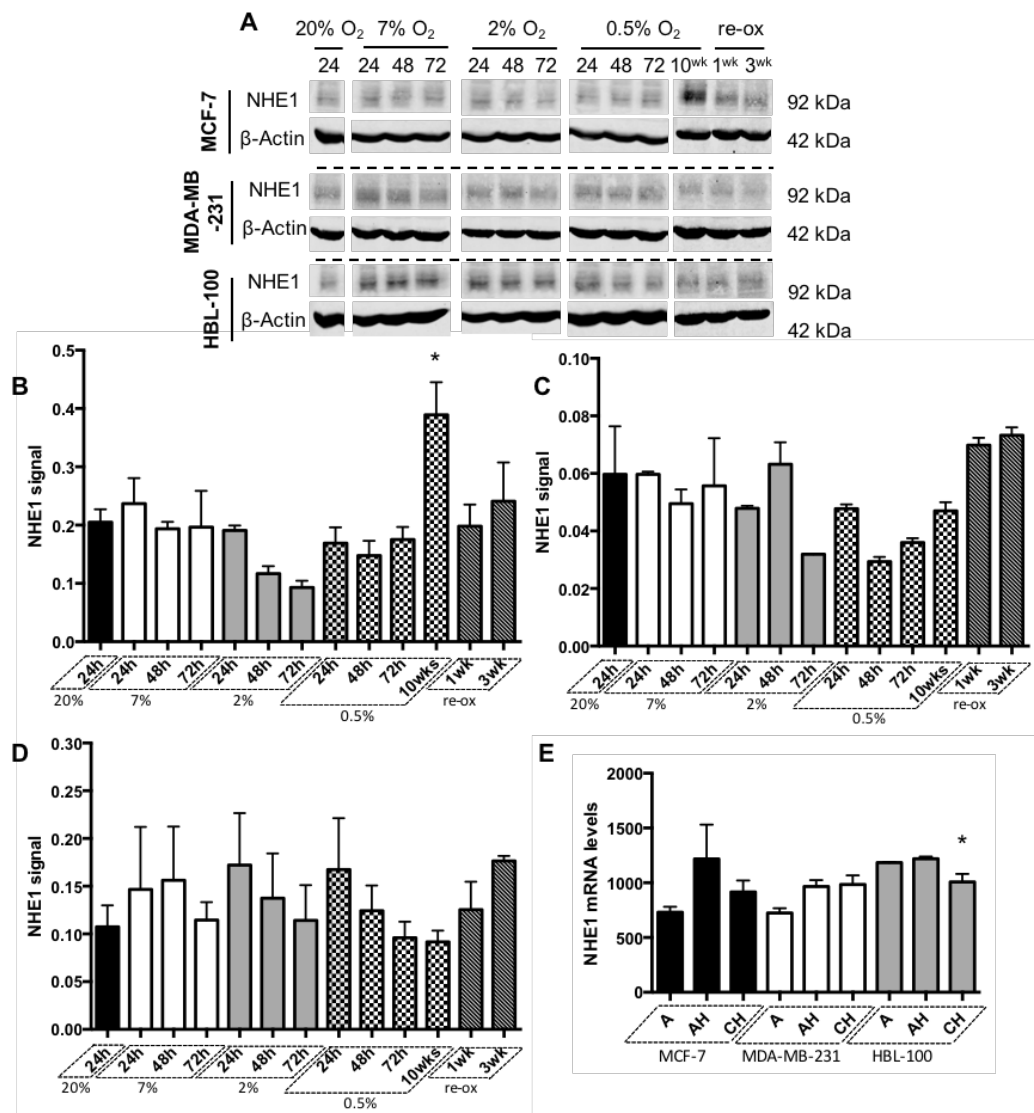 A
20% O2 7% O2 2% O2 0.5% O2 re-ox
24 24 48 72 24 48 72 24 48 72 10wk 1wk 3wk
MCF-7
NHE1 92 kDa
β-Actin 42 kDa
MDA-MB
-231
NHE1 92 kDa
β-Actin 42 kDa
HBL-100
NHE1 92 kDa
β-Actin 42 kDa
B
NHE1 signal
0.5
0.4
0.3
0.2
0.1
0.0
*
24h 24h 48h 72h 24h 48h 72h 24h 48h 72h 10wks 1wk 3wk
20% 7% 2% 0.5% re-ox
C
NHE1 signal
0.10
0.08
0.06
0.04
0.02
0.00
24h 24h 48h 72h 24h 48h 72h 24h 48h 72h 10wks 1wk 3wk
20% 7% 2% 0.5% re-ox
D
NHE1 signal
0.30
0.25
0.20
0.15
0.10
0.05
0.00
24h 24h 48h 72h 24h 48h 72h 24h 48h 72h 10wks 1wk 3wk
20% 7% 2% 0.5% re-ox
E
NHE1 mRNA levels
2000
1500
1000
500
0
*
A AH CH A AH CH A AH CH
MCF-7 MDA-MB-231 HBL-100